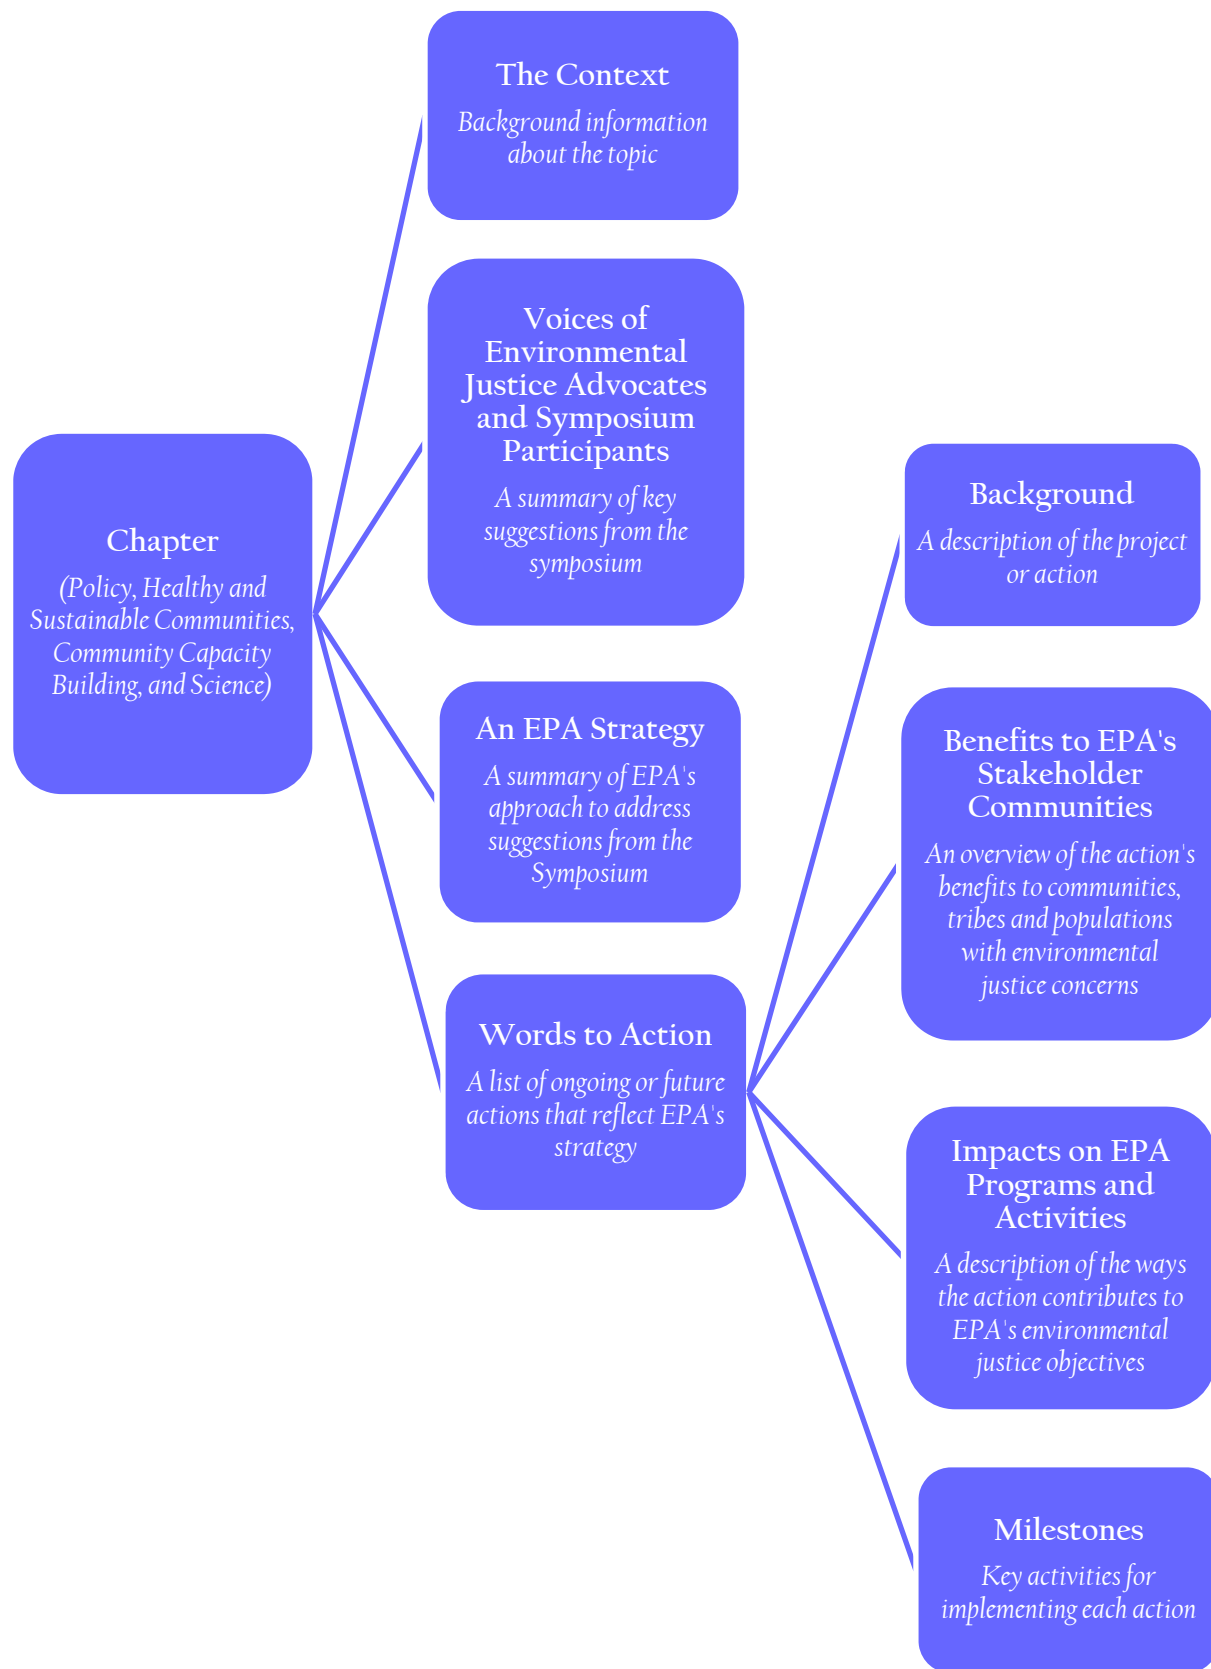 The Context
Background information
about the topic
Voices of
Environmental
Justice Advocates
and Symposium
Participants
A summary of key
suggestions from the
symposium
Chapter
(Policy, Healthy and
Sustainable Communities,
Community Capacity
Building, and Science)
An EPA Strategy
A summary of EPA's
approach to address
suggestions from the
Symposium
Words to Action
A list of ongoing or future
actions that reflect EPA's
strategy
Background
A description of the project
or action
Benefits to EPA's
Stakeholder
Communities
An overview of the action's
benefits to communities,
tribes and populations
with environmental
justice concerns
Impacts on EPA
Programs and
Activities
A description of the ways
the action contributes to
EPA's environmental
justice objectives
Milestones
Key activities for
implementing each action